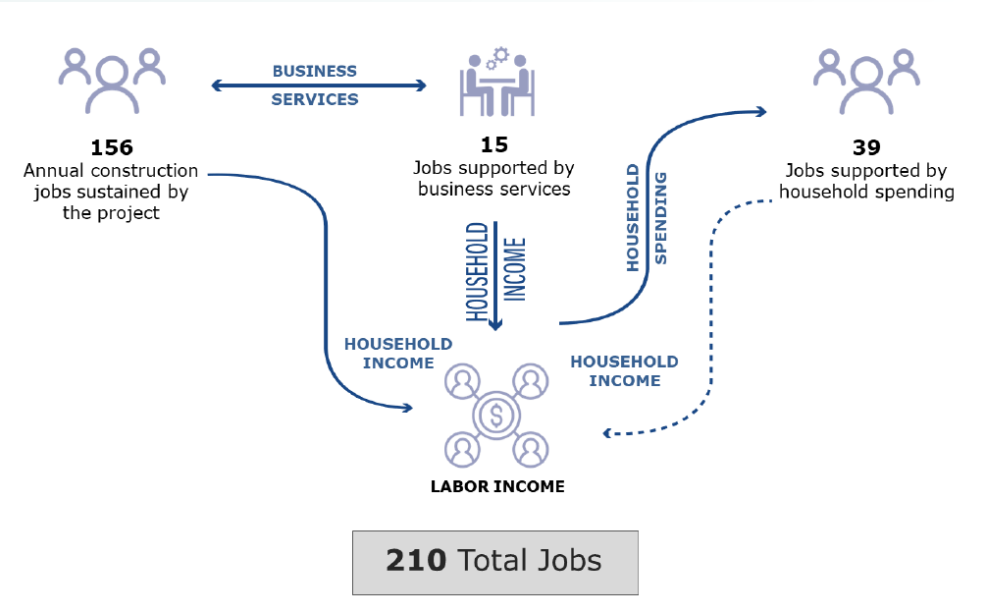 BUSINESS
SERVICES
156
Annual construction
jobs sustained by
the project
15
Jobs supported by
business services
39
Jobs supported by
household spending
HOUSEHOLD
SPENDING
HOUSEHOLD
INCOME
HOUSEHOLD
INCOME
$
HOUSEHOLD
INCOME
LABOR INCOME
210 Total Jobs